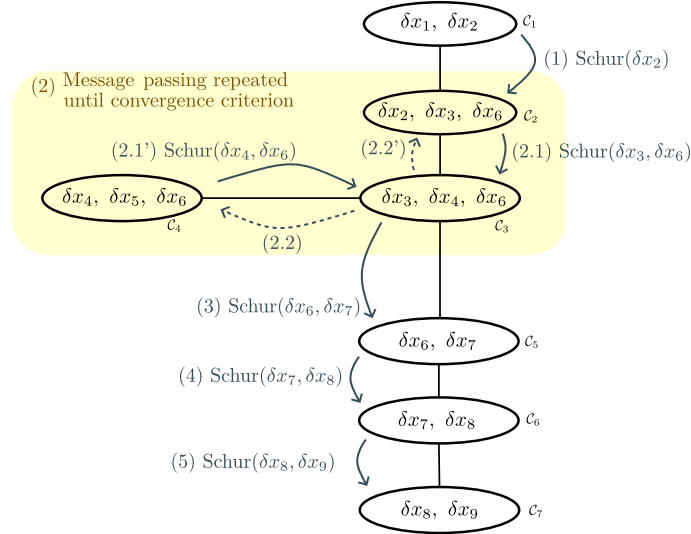 δx₁, δx₂ 𝒞₁
(1) Schur(δx₂)
(2) Message passing repeated
until convergence criterion
δx₂, δx₃, δx₆ 𝒞₂
(2.1') Schur(δx₄, δx₆)
(2.2')
(2.1) Schur(δx₃, δx₆)
δx₄, δx₅, δx₆ 𝒞₄
δx₃, δx₄, δx₆ 𝒞₃
(2.2)
(3) Schur(δx₆, δx₇)
δx₆, δx₇ 𝒞₅
(4) Schur(δx₇, δx₈)
δx₇, δx₈ 𝒞₆
(5) Schur(δx₈, δx₉)
δx₈, δx₉ 𝒞₇